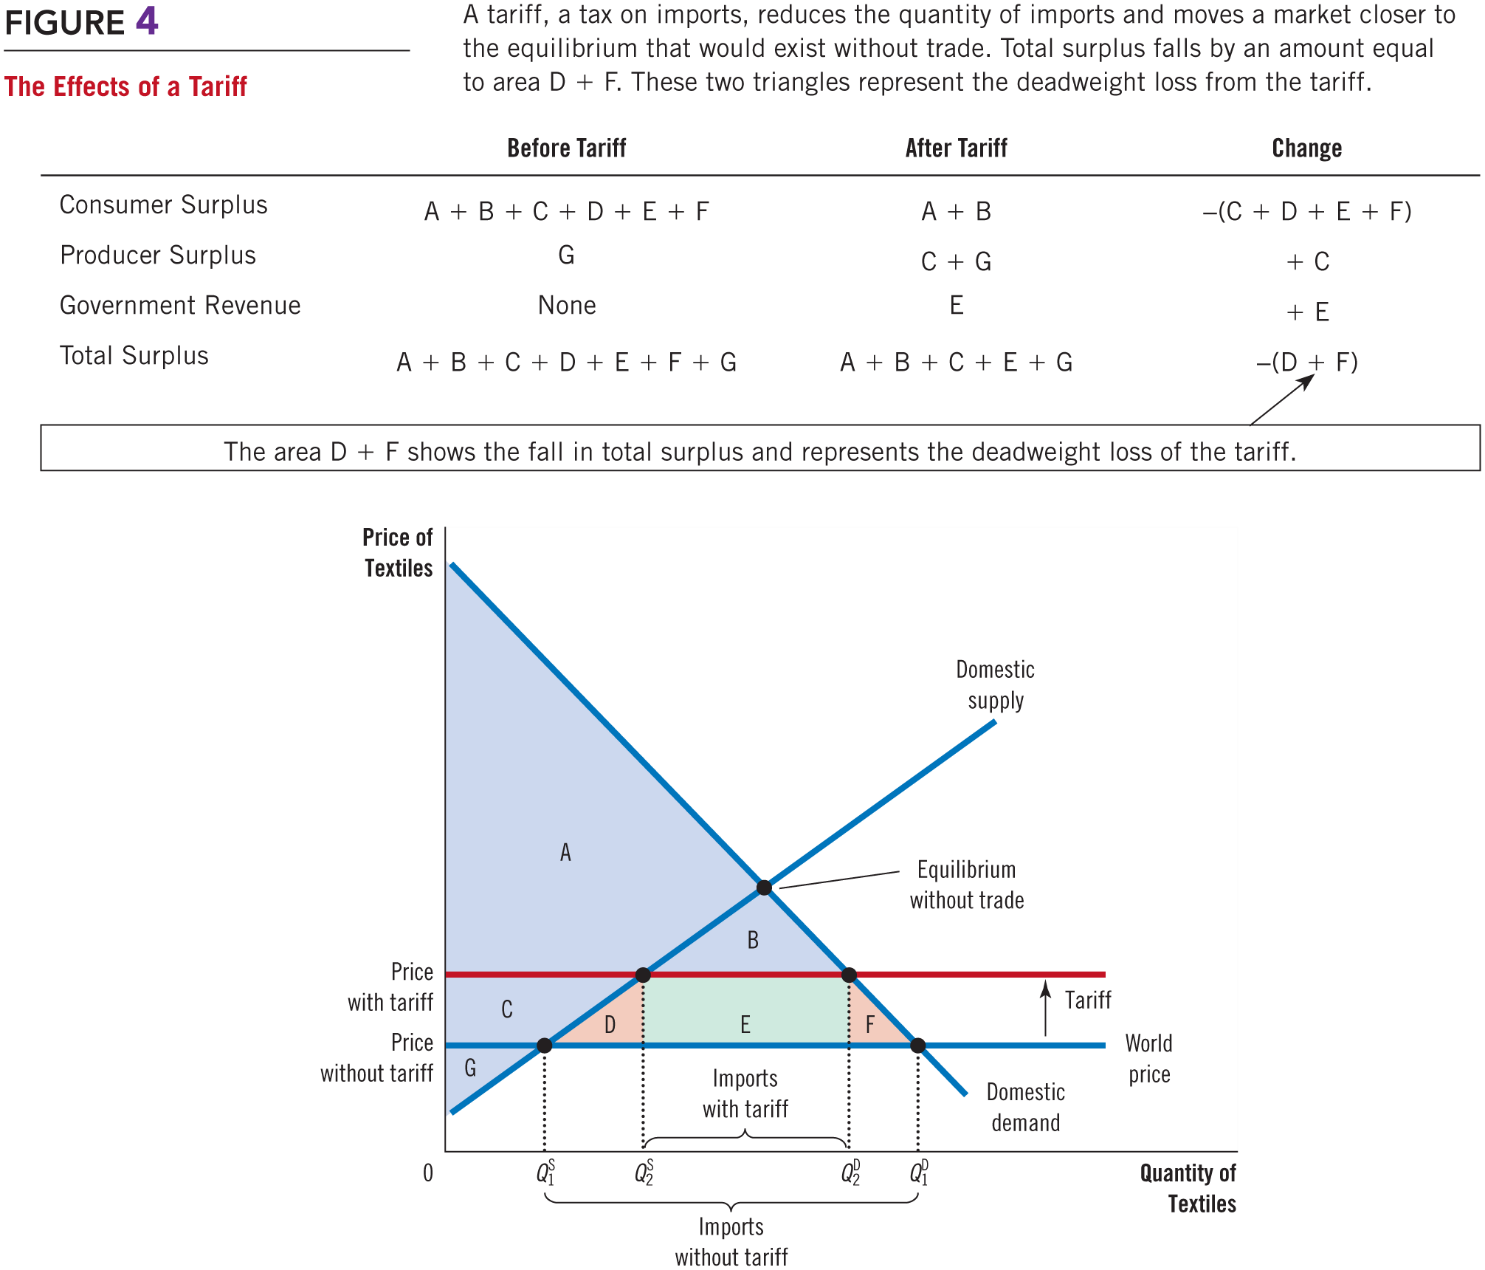 FIGURE 4
The Effects of a Tariff
A tariff, a tax on imports, reduces the quantity of imports and moves a market closer to
the equilibrium that would exist without trade. Total surplus falls by an amount equal
to area D + F. These two triangles represent the deadweight loss from the tariff.
Before Tariff After Tariff Change
Consumer Surplus A + B + C + D + E + F A + B –(C + D + E + F)
Producer Surplus G C + G + C
Government Revenue None E + E
Total Surplus A + B + C + D + E + F + G A + B + C + E + G –(D + F)
The area D + F shows the fall in total surplus and represents the deadweight loss of the tariff.
Price of
Textiles
Domestic
supply
A
Equilibrium
without trade
B
Price
with tariff
C
D
E
F
Tariff
Price
without tariff
G
World
price
Imports
with tariff
Domestic
demand
0
Q₁ˢ Q₂ˢ Q₂ᴰ Q₁ᴰ
Quantity of
Textiles
Imports
without tariff